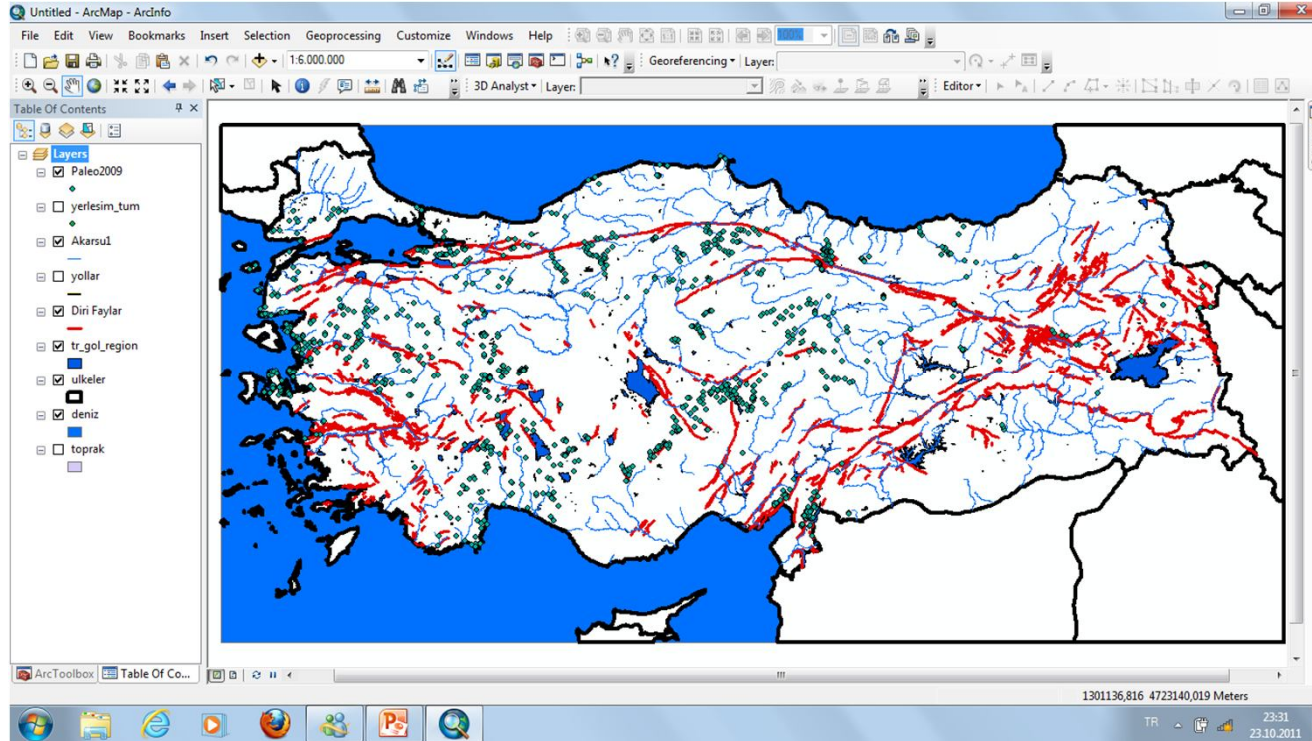 Untitled - ArcMap - ArcInfo
File Edit View Bookmarks Insert Selection Geoprocessing Customize Windows Help 100%
1:6.000.000 Georeferencing Layer:
3D Analyst Layer: Editor
Table Of Contents
Layers
Paleo2009
yerlesim_tum
Akarsu1
yollar
Diri Faylar
tr_gol_region
ulkeler
deniz
toprak
ArcToolbox Table Of Co...
1301136,816 4723140,019 Meters
TR 23:31
23.10.2011